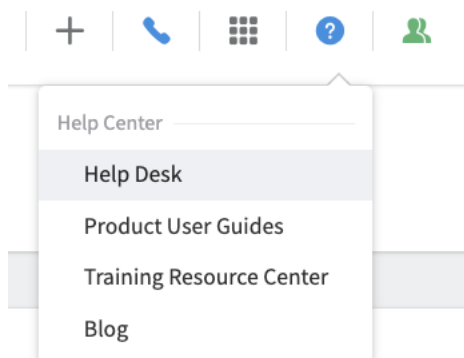 Help Center
Help Desk
Product User Guides
Training Resource Center
Blog